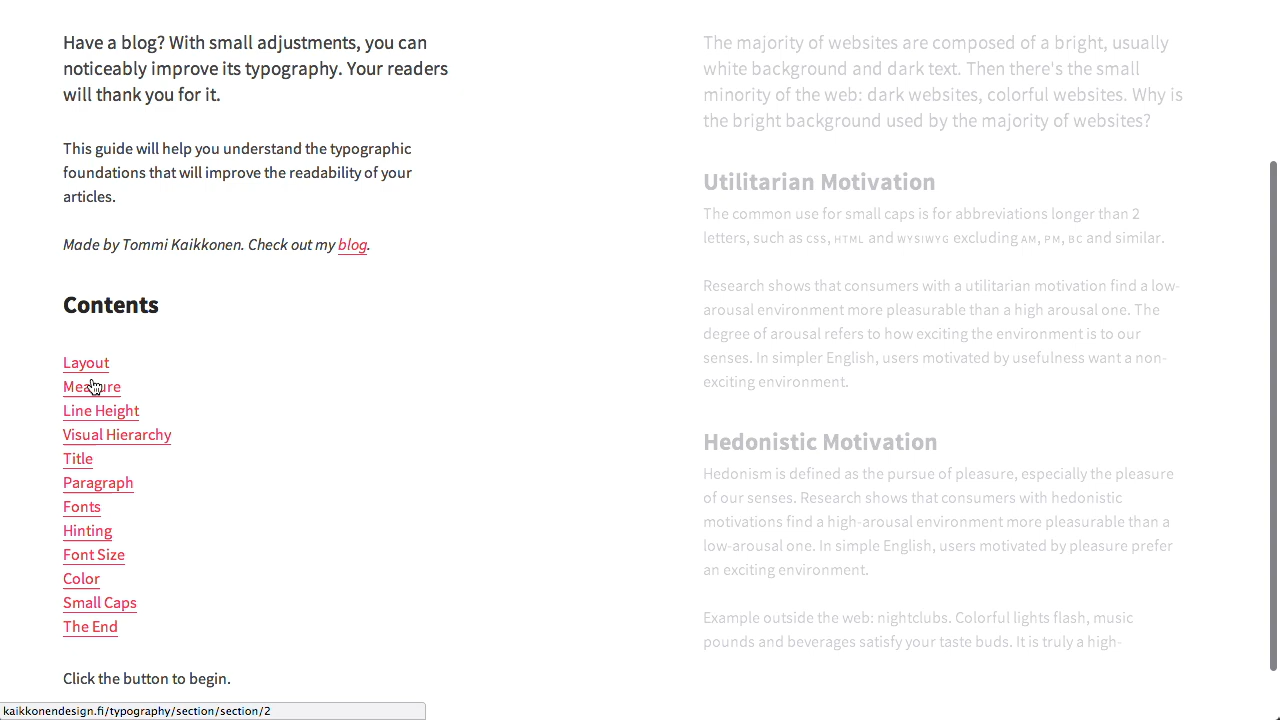 Have a blog? With small adjustments, you can
noticeably improve its typography. Your readers
will thank you for it.
This guide will help you understand the typographic
foundations that will improve the readability of your
articles.
Made by Tommi Kaikkonen. Check out my blog.
Contents
Layout
Measure
Line Height
Visual Hierarchy
Title
Paragraph
Fonts
Hinting
Font Size
Color
Small Caps
The End
Click the button to begin.
The majority of websites are composed of a bright, usually
white background and dark text. Then there's the small
minority of the web: dark websites, colorful websites. Why is
the bright background used by the majority of websites?
Utilitarian Motivation
The common use for small caps is for abbreviations longer than 2
letters, such as CSS, HTML and WYSIWYG excluding AM, PM, BC and similar.
Research shows that consumers with a utilitarian motivation find a low-
arousal environment more pleasurable than a high arousal one. The
degree of arousal refers to how exciting the environment is to our
senses. In simpler English, users motivated by usefulness want a non-
exciting environment.
Hedonistic Motivation
Hedonism is defined as the pursue of pleasure, especially the pleasure
of our senses. Research shows that consumers with hedonistic
motivations find a high-arousal environment more pleasurable than a
low-arousal one. In simple English, users motivated by pleasure prefer
an exciting environment.
Example outside the web: nightclubs. Colorful lights flash, music
pounds and beverages satisfy your taste buds. It is truly a high-
kaikkonendesign.fi/typography/section/section/2